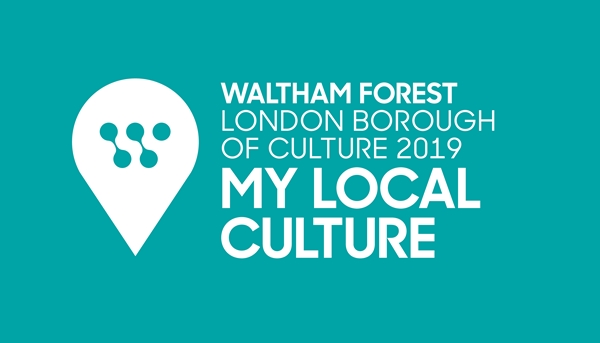 WALTHAM FOREST
LONDON BOROUGH
OF CULTURE 2019
MY LOCAL
CULTURE